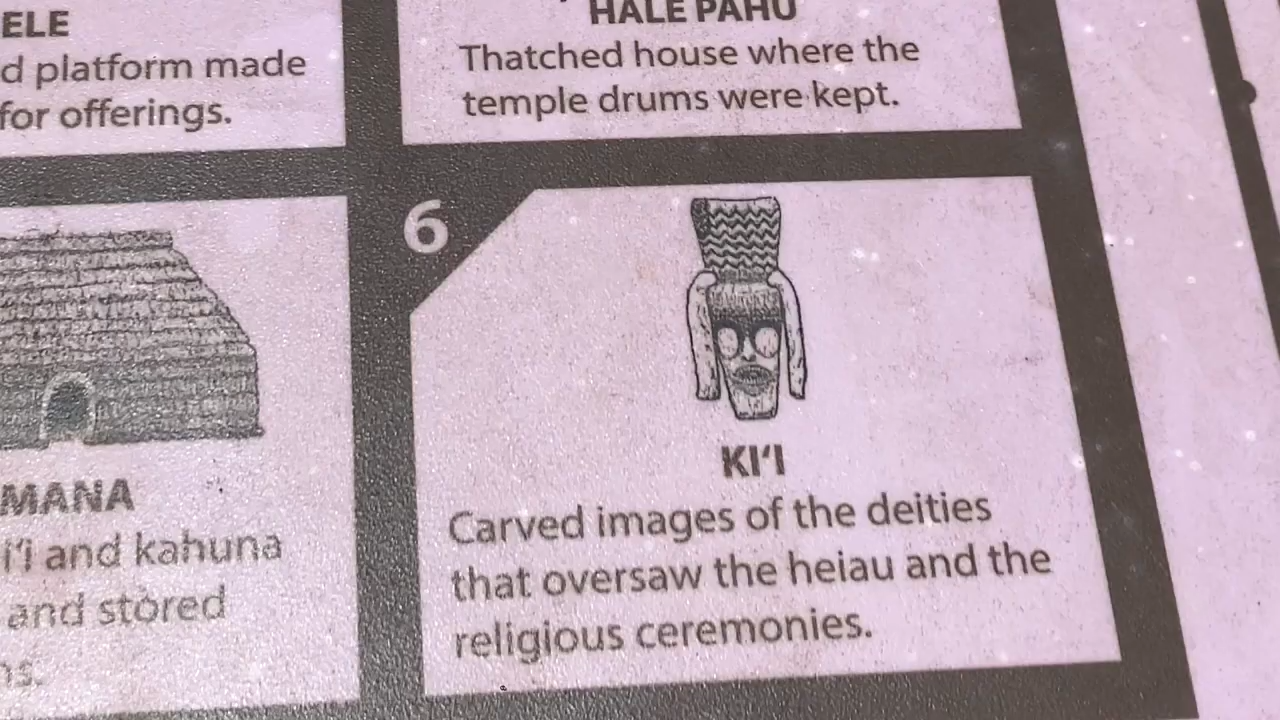 ELE
d platform made
for offerings.
HALE PAHU
Thatched house where the
temple drums were kept.
MANA
i‘i and kahuna
and stored
ns.
6
KI‘I
Carved images of the deities
that oversaw the heiau and the
religious ceremonies.